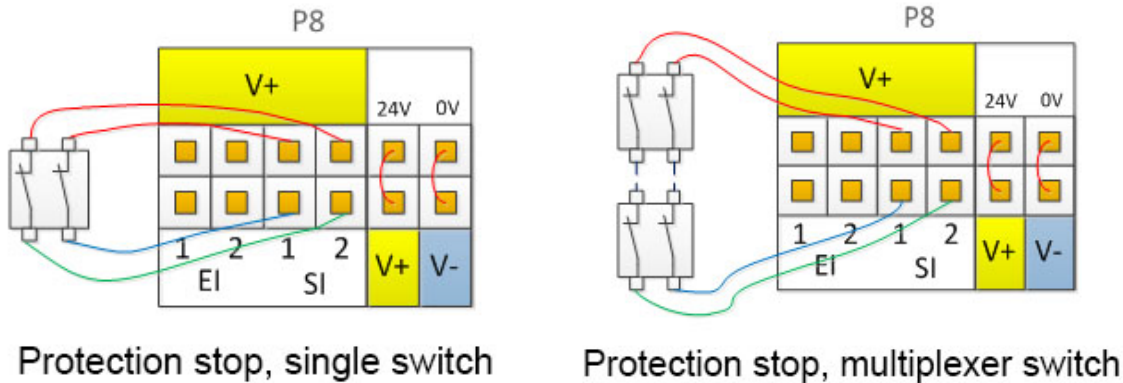 P8
V+
24V 0V
1 2 1 2
EI SI
V+ V-
Protection stop, single switch
P8
V+
24V 0V
1 2 1 2
EI SI
V+ V-
Protection stop, multiplexer switch